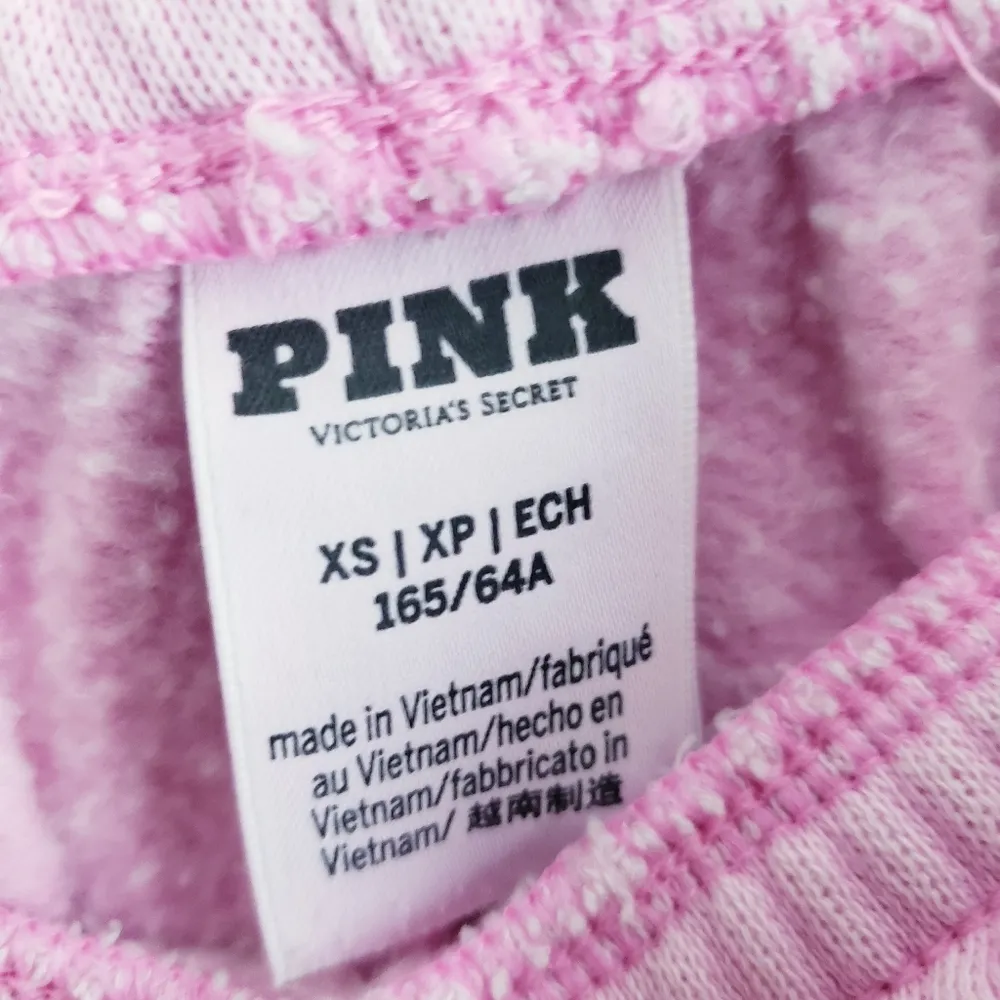 PINK
VICTORIA'S SECRET
XS | XP | ECH
165/64A
made in Vietnam/fabriqué
au Vietnam/hecho en
Vietnam/fabbricato in
Vietnam/ 越南制造